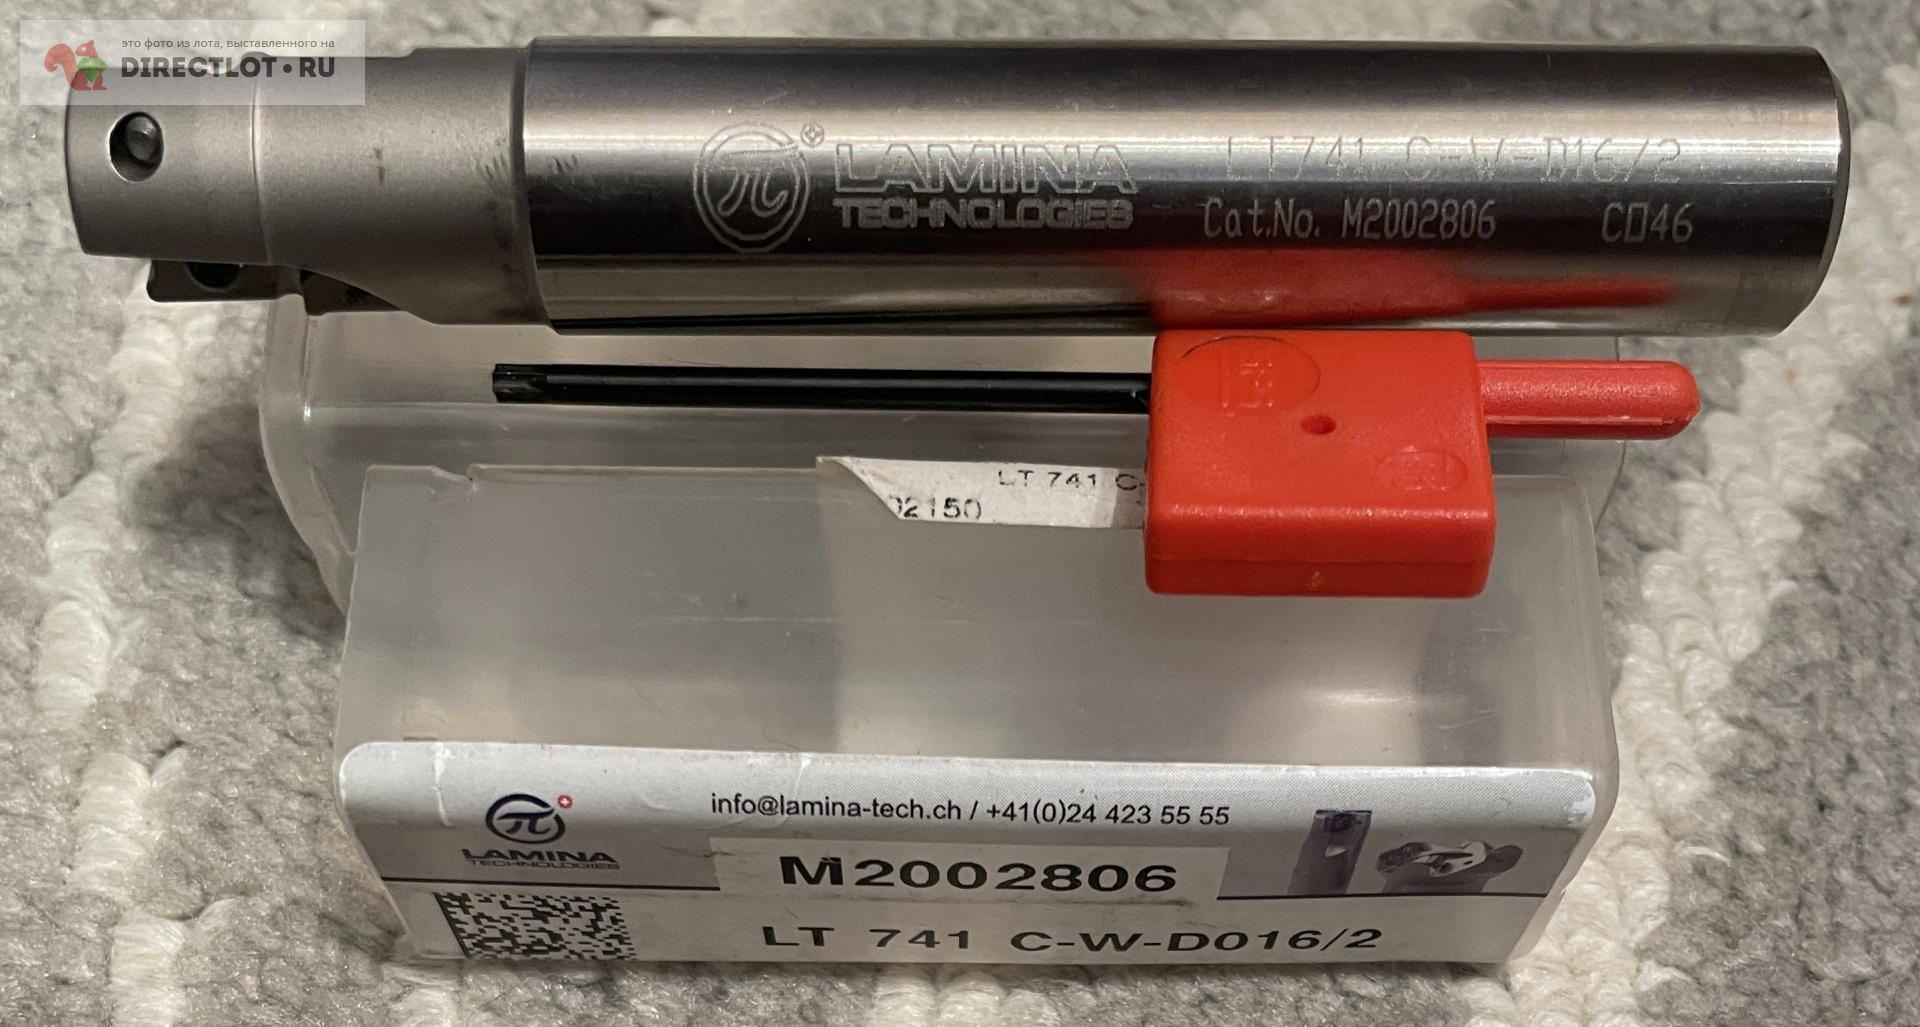 это фото из лота, выставленного на
DIRECTLOT.RU
LAMINA
TECHNOLOGIES
LT741 C-W-D16/2
Cat.No. M2002806 C046
LT 741 C-
02150
info@lamina-tech.ch / +41(0)24 423 55 55
LAMINA
TECHNOLOGIES
M2002806
LT 741 C-W-D016/2